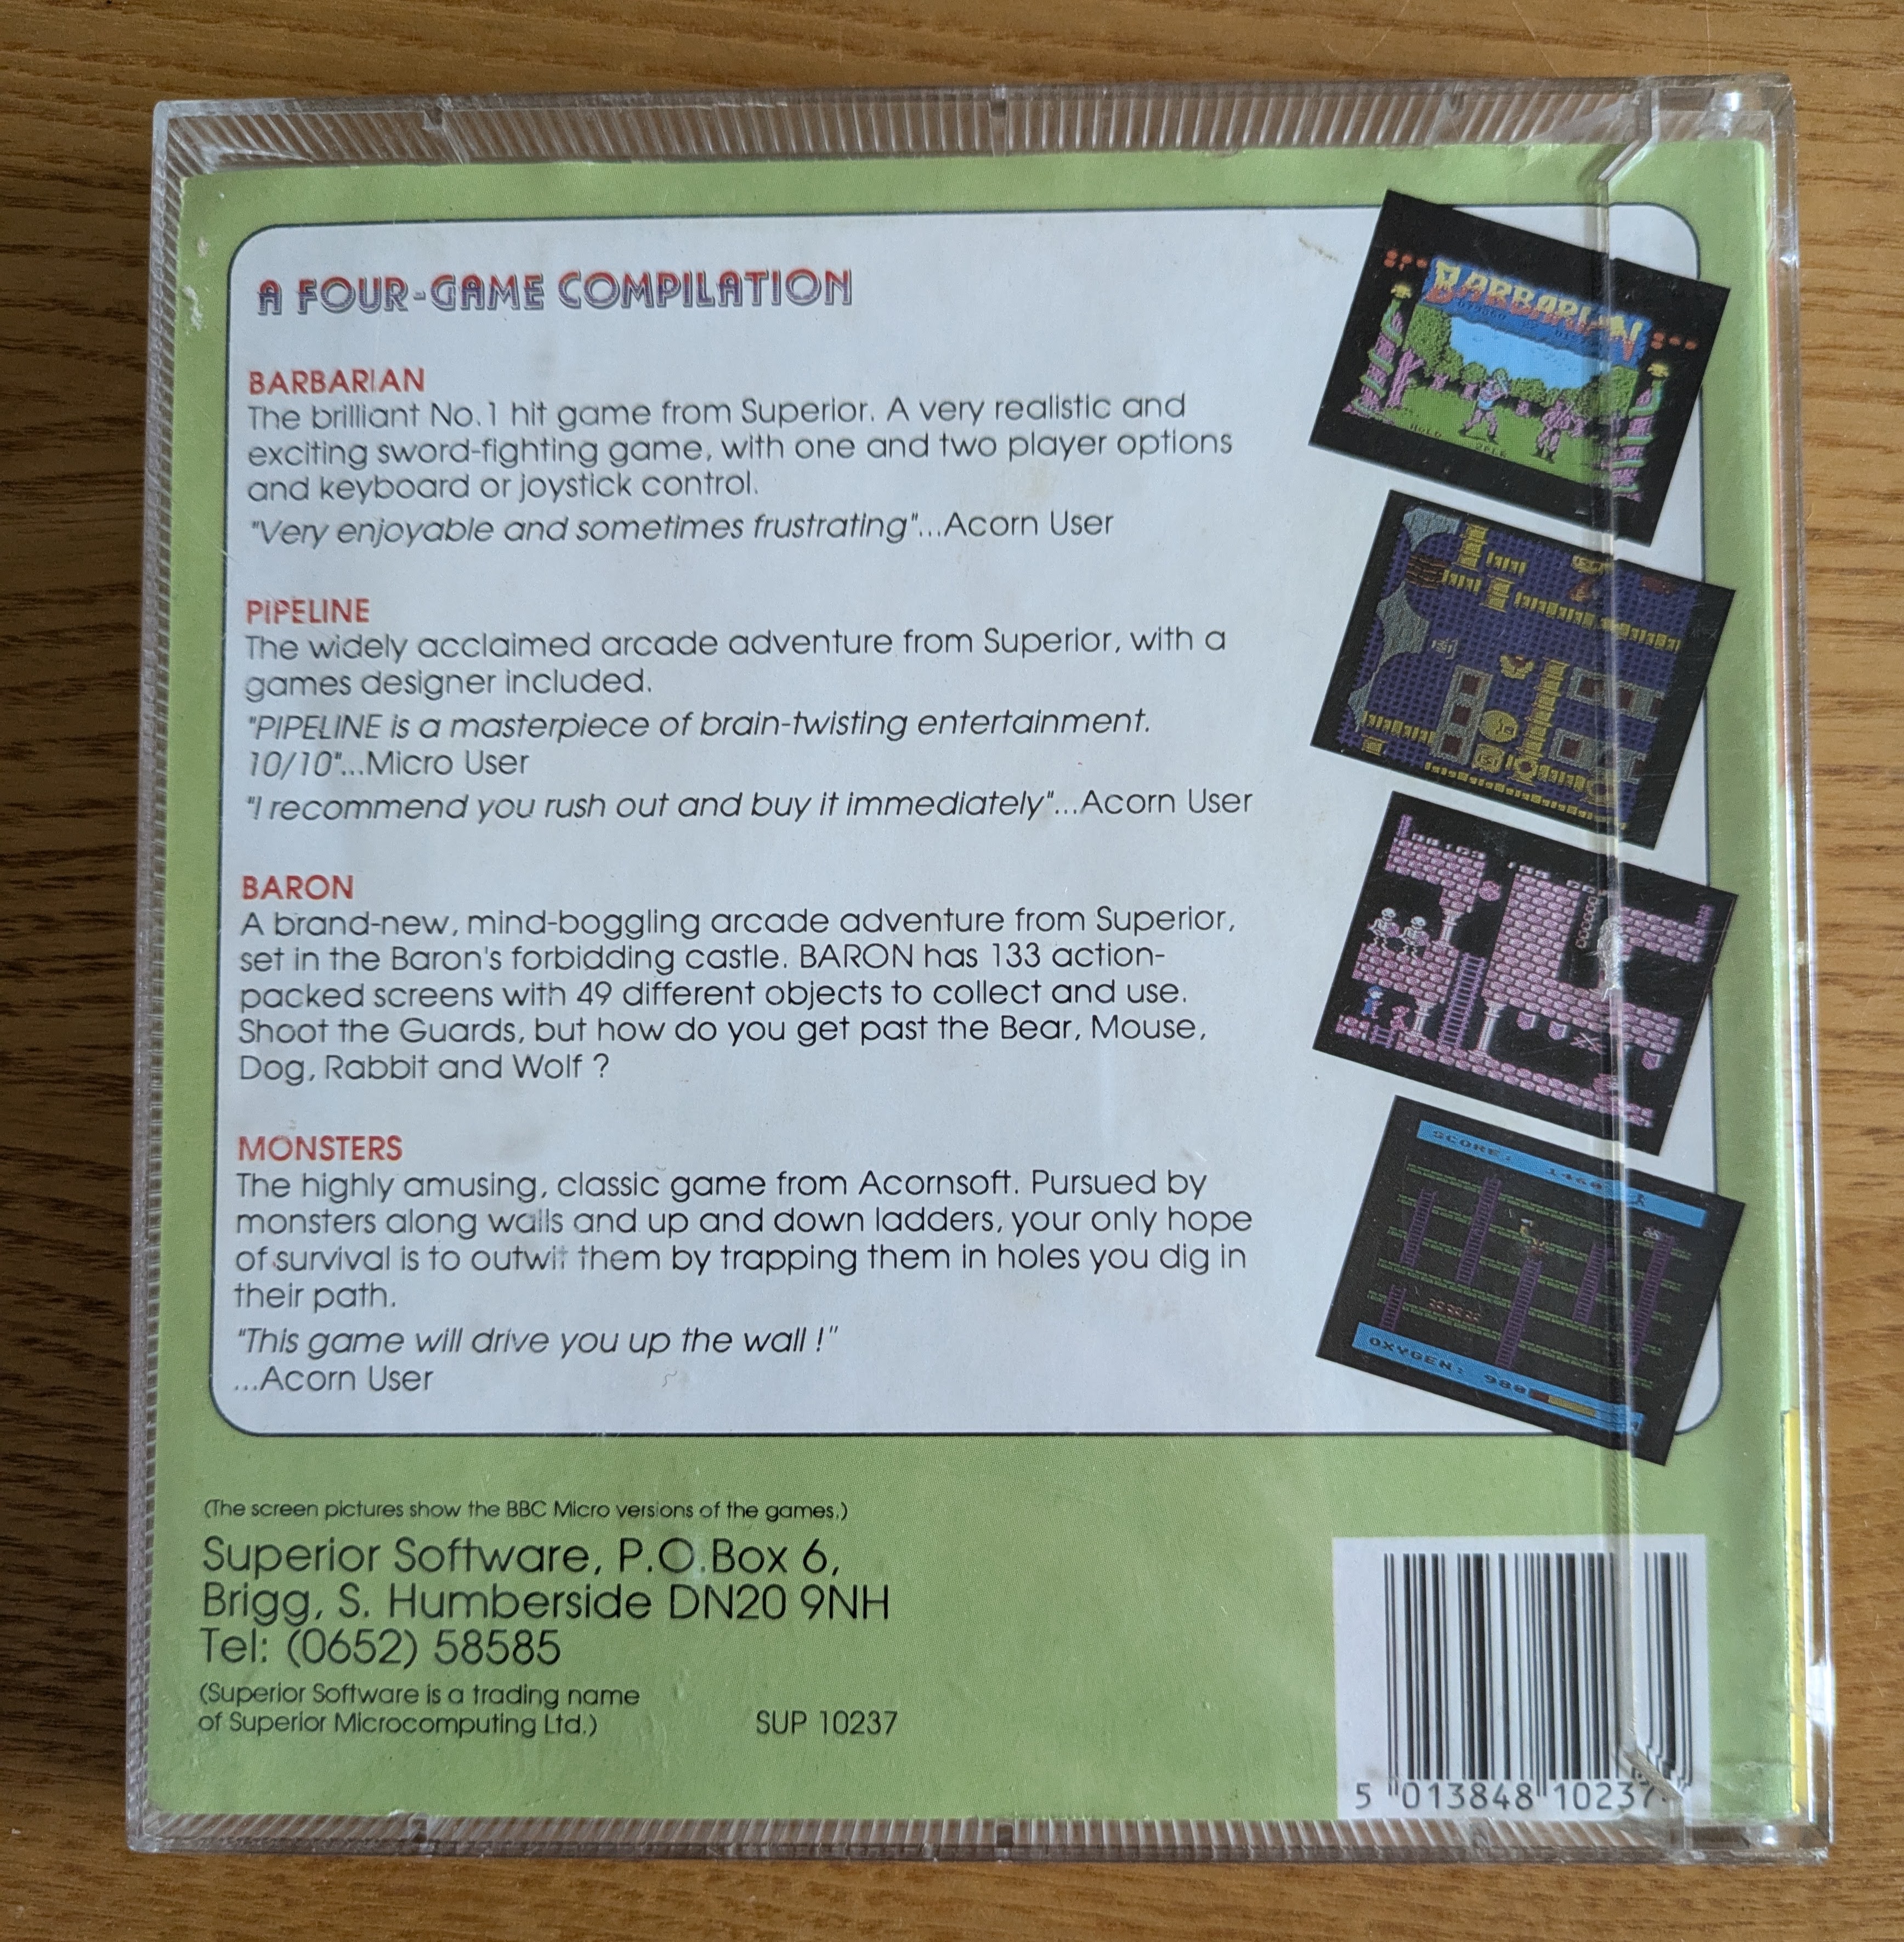 A FOUR-GAME COMPILATION
BARBARIAN
The brilliant No.1 hit game from Superior. A very realistic and
exciting sword-fighting game, with one and two player options
and keyboard or joystick control.
"Very enjoyable and sometimes frustrating"...Acorn User
PIPELINE
The widely acclaimed arcade adventure from Superior, with a
games designer included.
"PIPELINE is a masterpiece of brain-twisting entertainment.
10/10"...Micro User
"I recommend you rush out and buy it immediately"...Acorn User
BARON
A brand-new, mind-boggling arcade adventure from Superior,
set in the Baron's forbidding castle. BARON has 133 action-
packed screens with 49 different objects to collect and use.
Shoot the Guards, but how do you get past the Bear, Mouse,
Dog, Rabbit and Wolf ?
MONSTERS
The highly amusing, classic game from Acornsoft. Pursued by
monsters along walls and up and down ladders, your only hope
of survival is to outwit them by trapping them in holes you dig in
their path.
"This game will drive you up the wall !"
...Acorn User
BARBARIAN
SCORE:
OXYGEN: 988
(The screen pictures show the BBC Micro versions of the games.)
Superior Software, P.O.Box 6,
Brigg, S. Humberside DN20 9NH
Tel: (0652) 58585
(Superior Software is a trading name
of Superior Microcomputing Ltd.)
SUP 10237
5 013848 10237